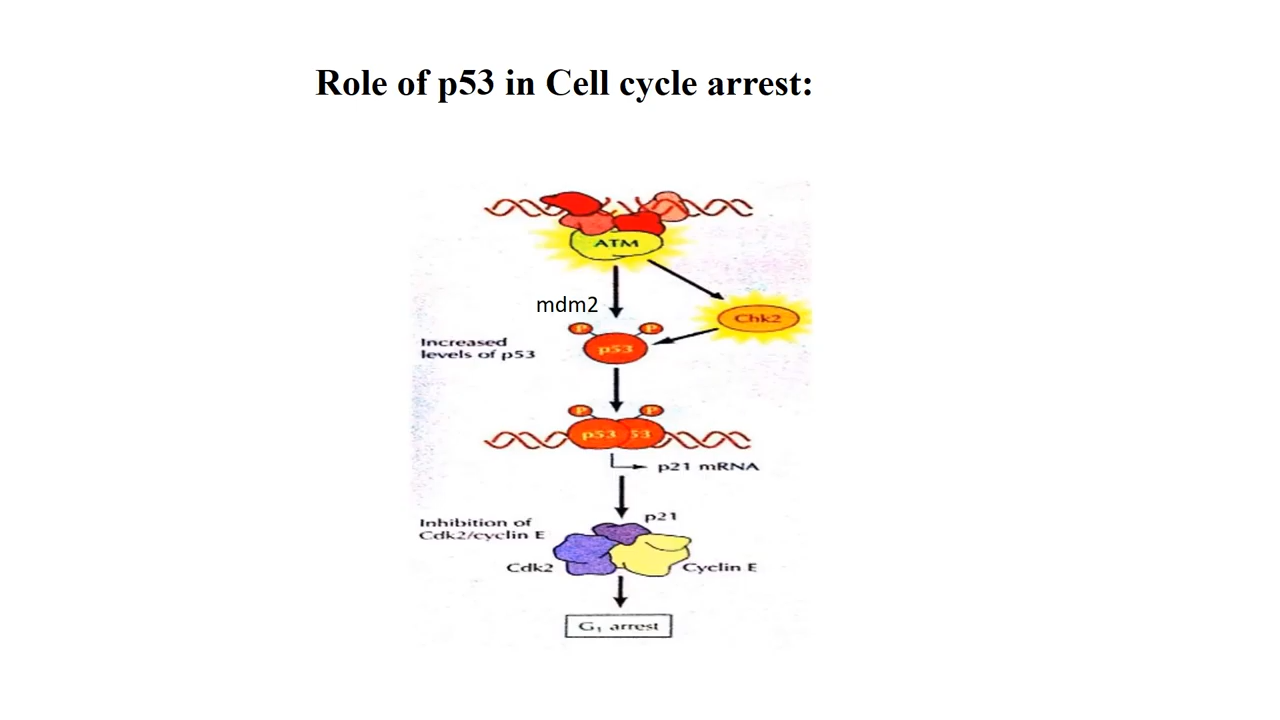 Role of p53 in Cell cycle arrest:
ATM
mdm2
Chk2
P P
p53
Increased
levels of p53
P P
p53 53
p21 mRNA
p21
Inhibition of
Cdk2/cyclin E
Cdk2
Cyclin E
G₁ arrest